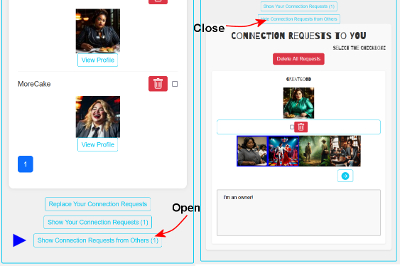 View Profile
MoreCake
View Profile
1
Replace Your Connection Requests
Show Your Connection Requests (1)
Open
Show Connection Requests from Others (1)
Show Your Connection Requests (1)
Close
Connection Requests from Others
CONNECTION REQUESTS TO YOU
SELECT THE CHECKBOX
Delete All Requests
I'm an owner!